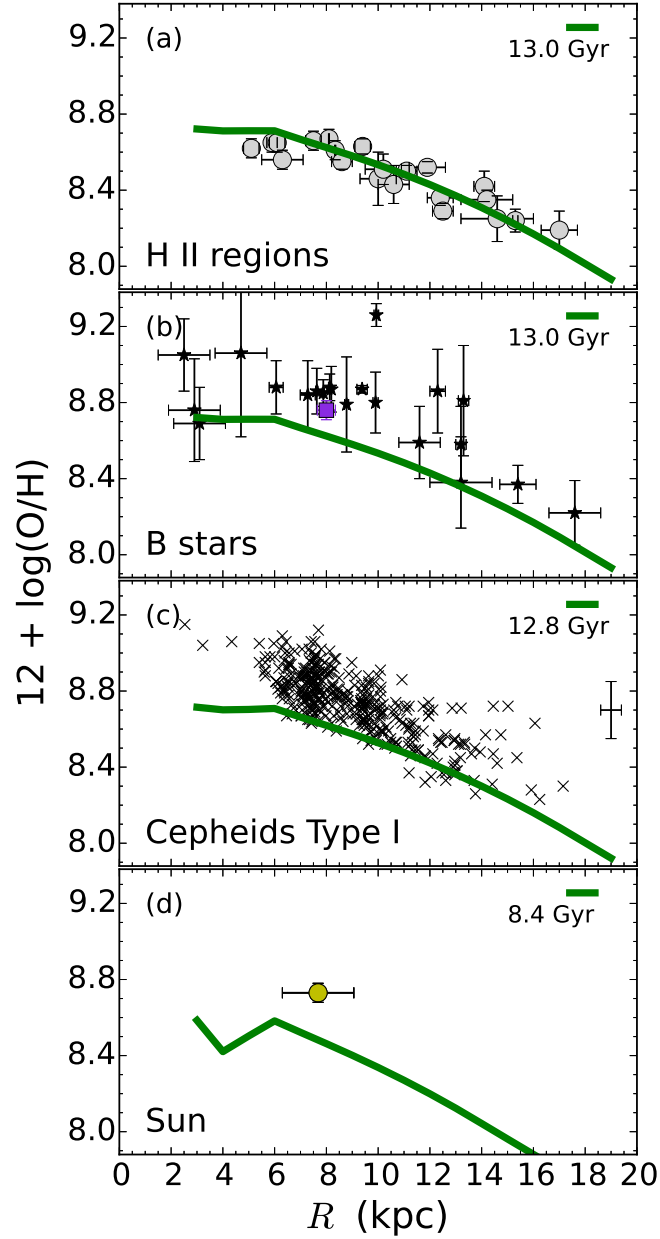 (a)
13.0 Gyr
9.2
8.8
8.4
8.0
H II regions
(b)
13.0 Gyr
9.2
8.8
8.4
8.0
B stars
12 + log(O/H)
(c)
12.8 Gyr
9.2
8.8
8.4
8.0
Cepheids Type I
(d)
8.4 Gyr
9.2
8.8
8.4
8.0
Sun
0 2 4 6 8 10 12 14 16 18 20
R (kpc)